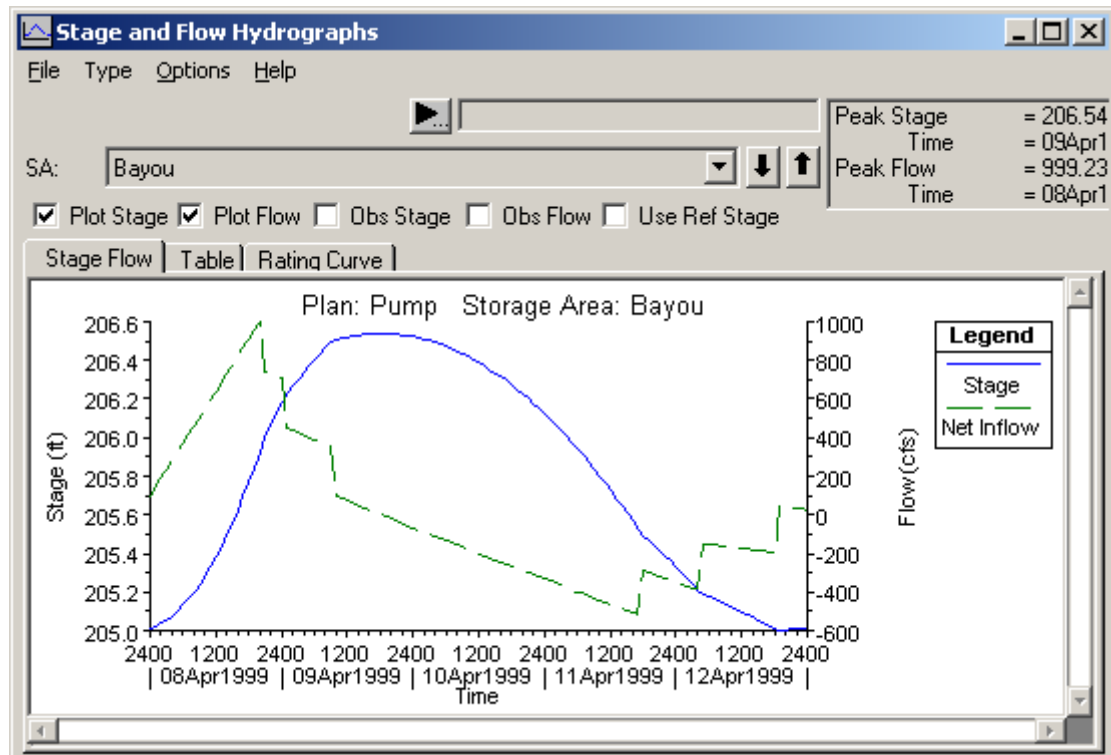 Stage and Flow Hydrographs
File Type Options Help
Peak Stage = 206.54
Time = 09Apr1
Peak Flow = 999.23
Time = 08Apr1
SA: Bayou
Plot Stage Plot Flow Obs Stage Obs Flow Use Ref Stage
Stage Flow Table Rating Curve
Plan: Pump Storage Area: Bayou
206.6
206.4
206.2
206.0
205.8
205.6
205.4
205.2
205.0
Stage (ft)
1000
800
600
400
200
0
-200
-400
-600
Flow (cfs)
Legend
Stage
Net Inflow
2400 1200 2400 1200 2400 1200 2400 1200 2400 1200 2400
| 08Apr1999 | 09Apr1999 | 10Apr1999 | 11Apr1999 | 12Apr1999 |
Time